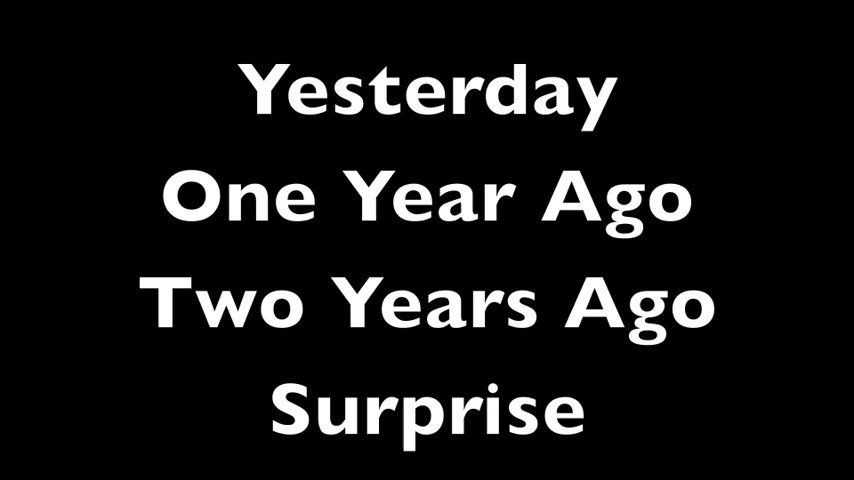 Yesterday
One Year Ago
Two Years Ago
Surprise